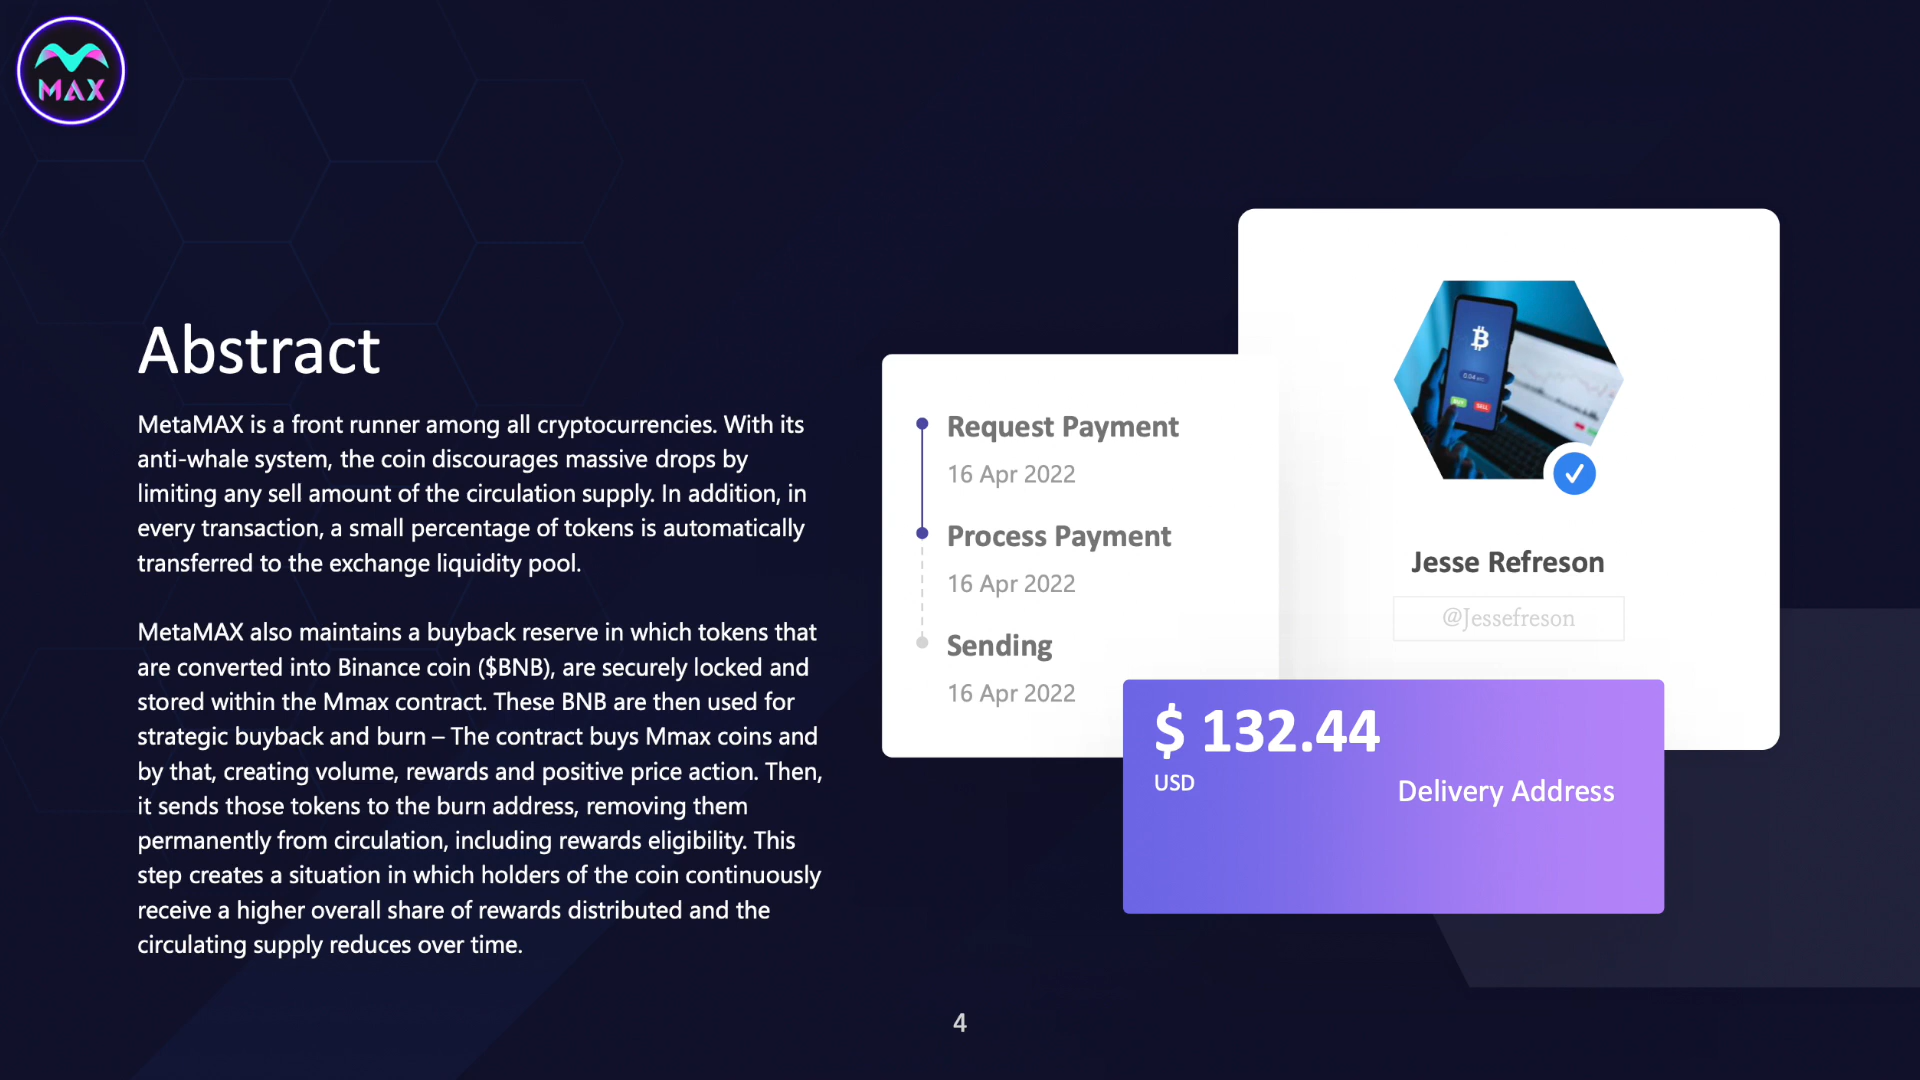 MAX
Abstract
MetaMAX is a front runner among all cryptocurrencies. With its
anti-whale system, the coin discourages massive drops by
limiting any sell amount of the circulation supply. In addition, in
every transaction, a small percentage of tokens is automatically
transferred to the exchange liquidity pool.
MetaMAX also maintains a buyback reserve in which tokens that
are converted into Binance coin ($BNB), are securely locked and
stored within the Mmax contract. These BNB are then used for
strategic buyback and burn – The contract buys Mmax coins and
by that, creating volume, rewards and positive price action. Then,
it sends those tokens to the burn address, removing them
permanently from circulation, including rewards eligibility. This
step creates a situation in which holders of the coin continuously
receive a higher overall share of rewards distributed and the
circulating supply reduces over time.
Request Payment
16 Apr 2022
Process Payment
16 Apr 2022
Sending
16 Apr 2022
Jesse Refreson
@Jessefreson
$ 132.44
USD
Delivery Address
4